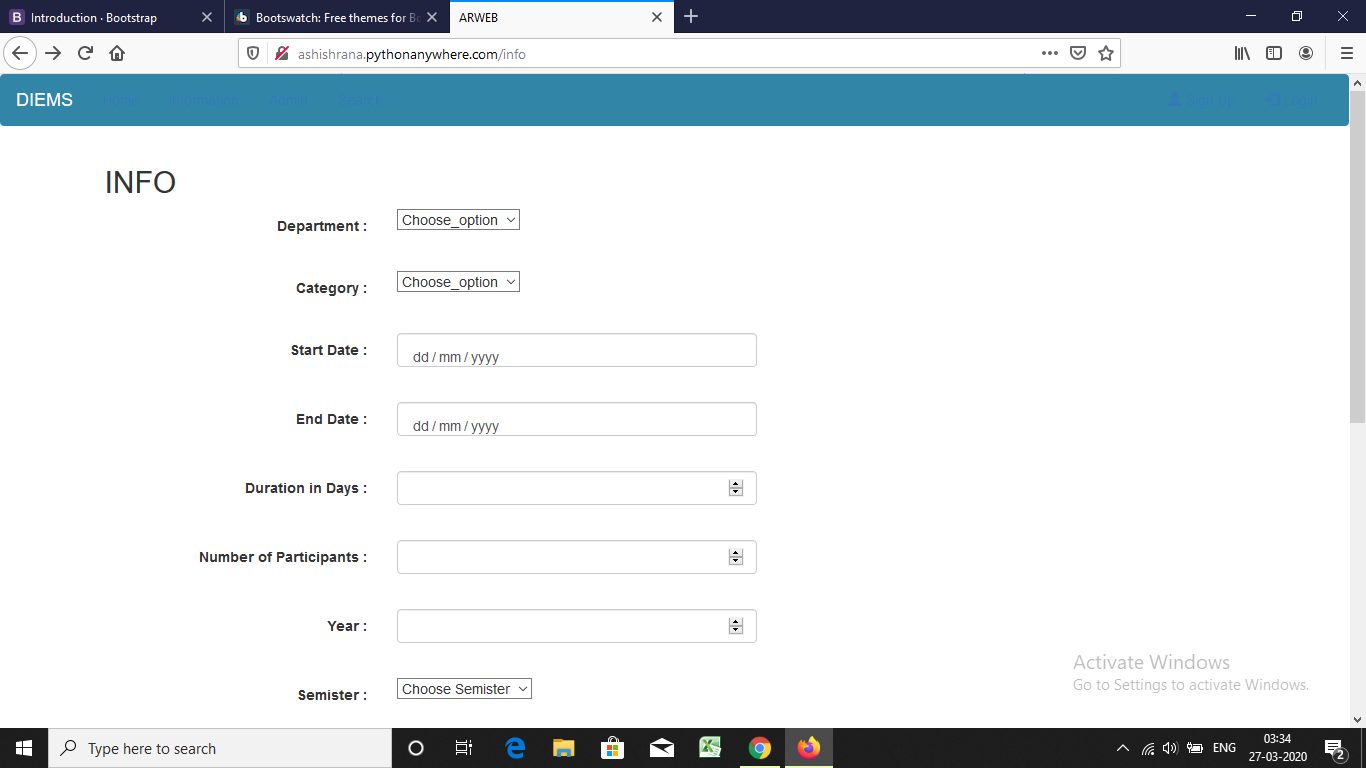 Introduction · Bootstrap
Bootswatch: Free themes for Bo
ARWEB
ashishrana.pythonanywhere.com/info
DIEMS Home
Sign Up Login
INFO
Department : Choose_option
Category : Choose_option
Start Date : dd / mm / yyyy
End Date : dd / mm / yyyy
Duration in Days :
Number of Participants :
Year :
Semister : Choose Semister
Activate Windows
Go to Settings to activate Windows.
Type here to search
ENG
03:34
27-03-2020
2